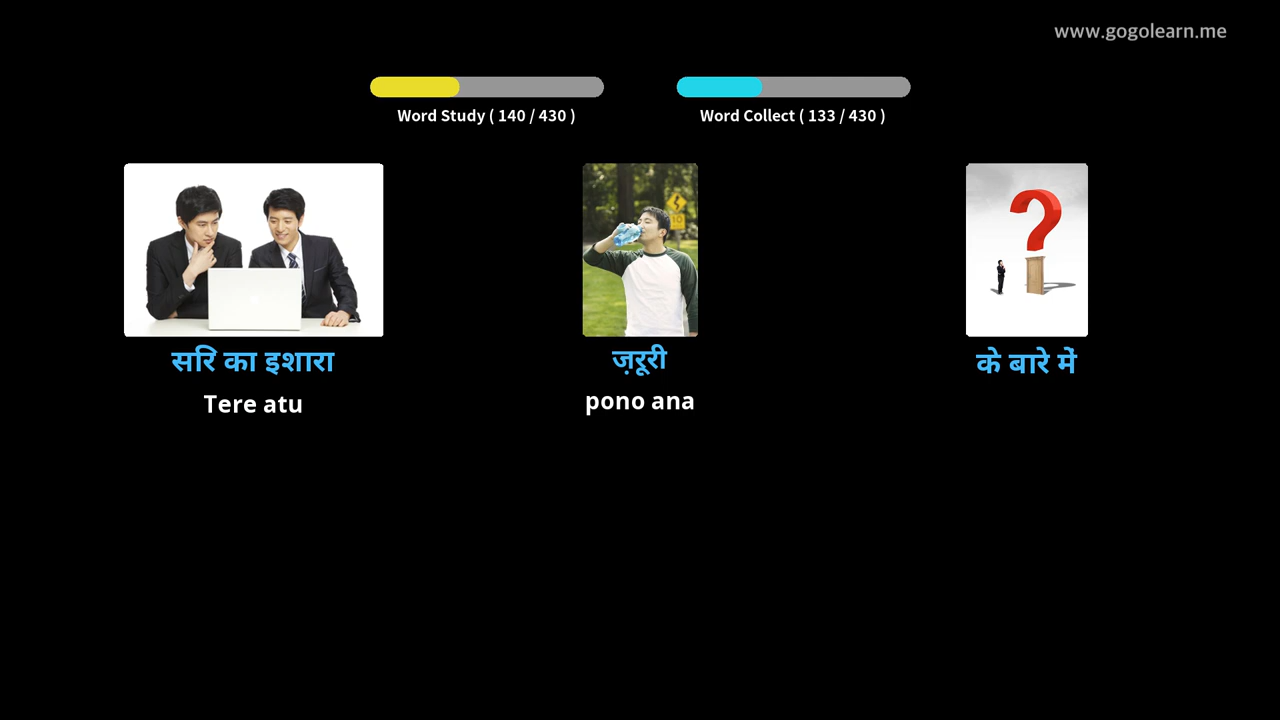 www.gogolearn.me
Word Study ( 140 / 430 )
Word Collect ( 133 / 430 )
सरि का इशारा
Tere atu
ज़रूरी
pono ana
के बारे में